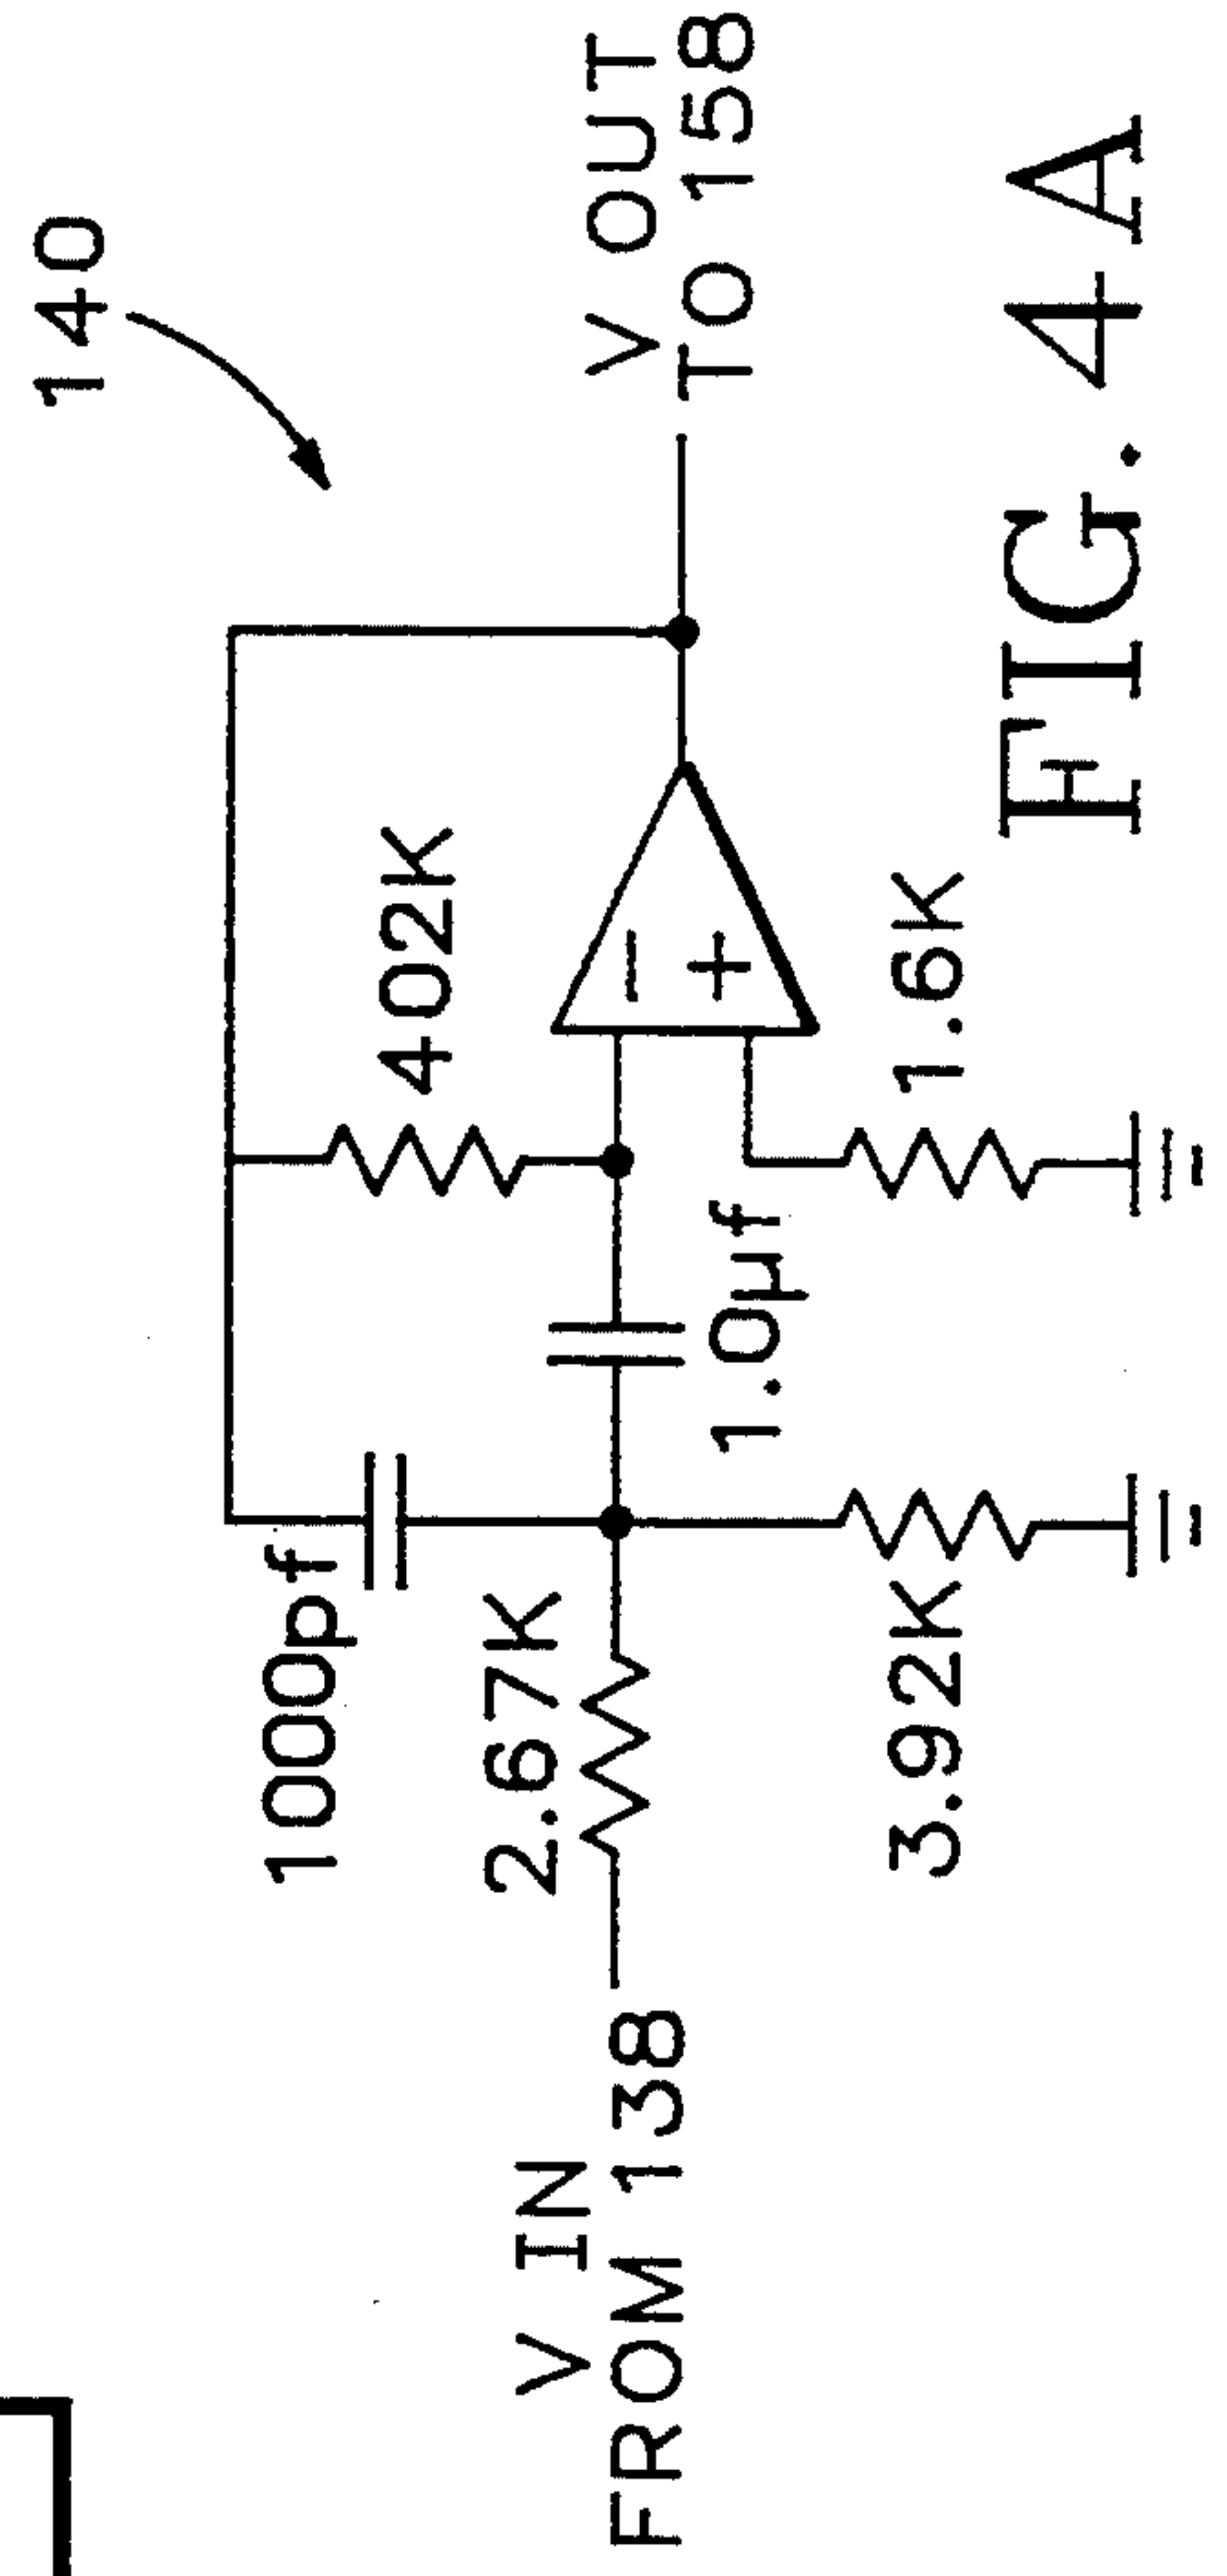 140
1000pf
402K
2.67K
V IN
FROM 138
1.0µf
-
+
V OUT
TO 158
3.92K
1.6K
FIG. 4A